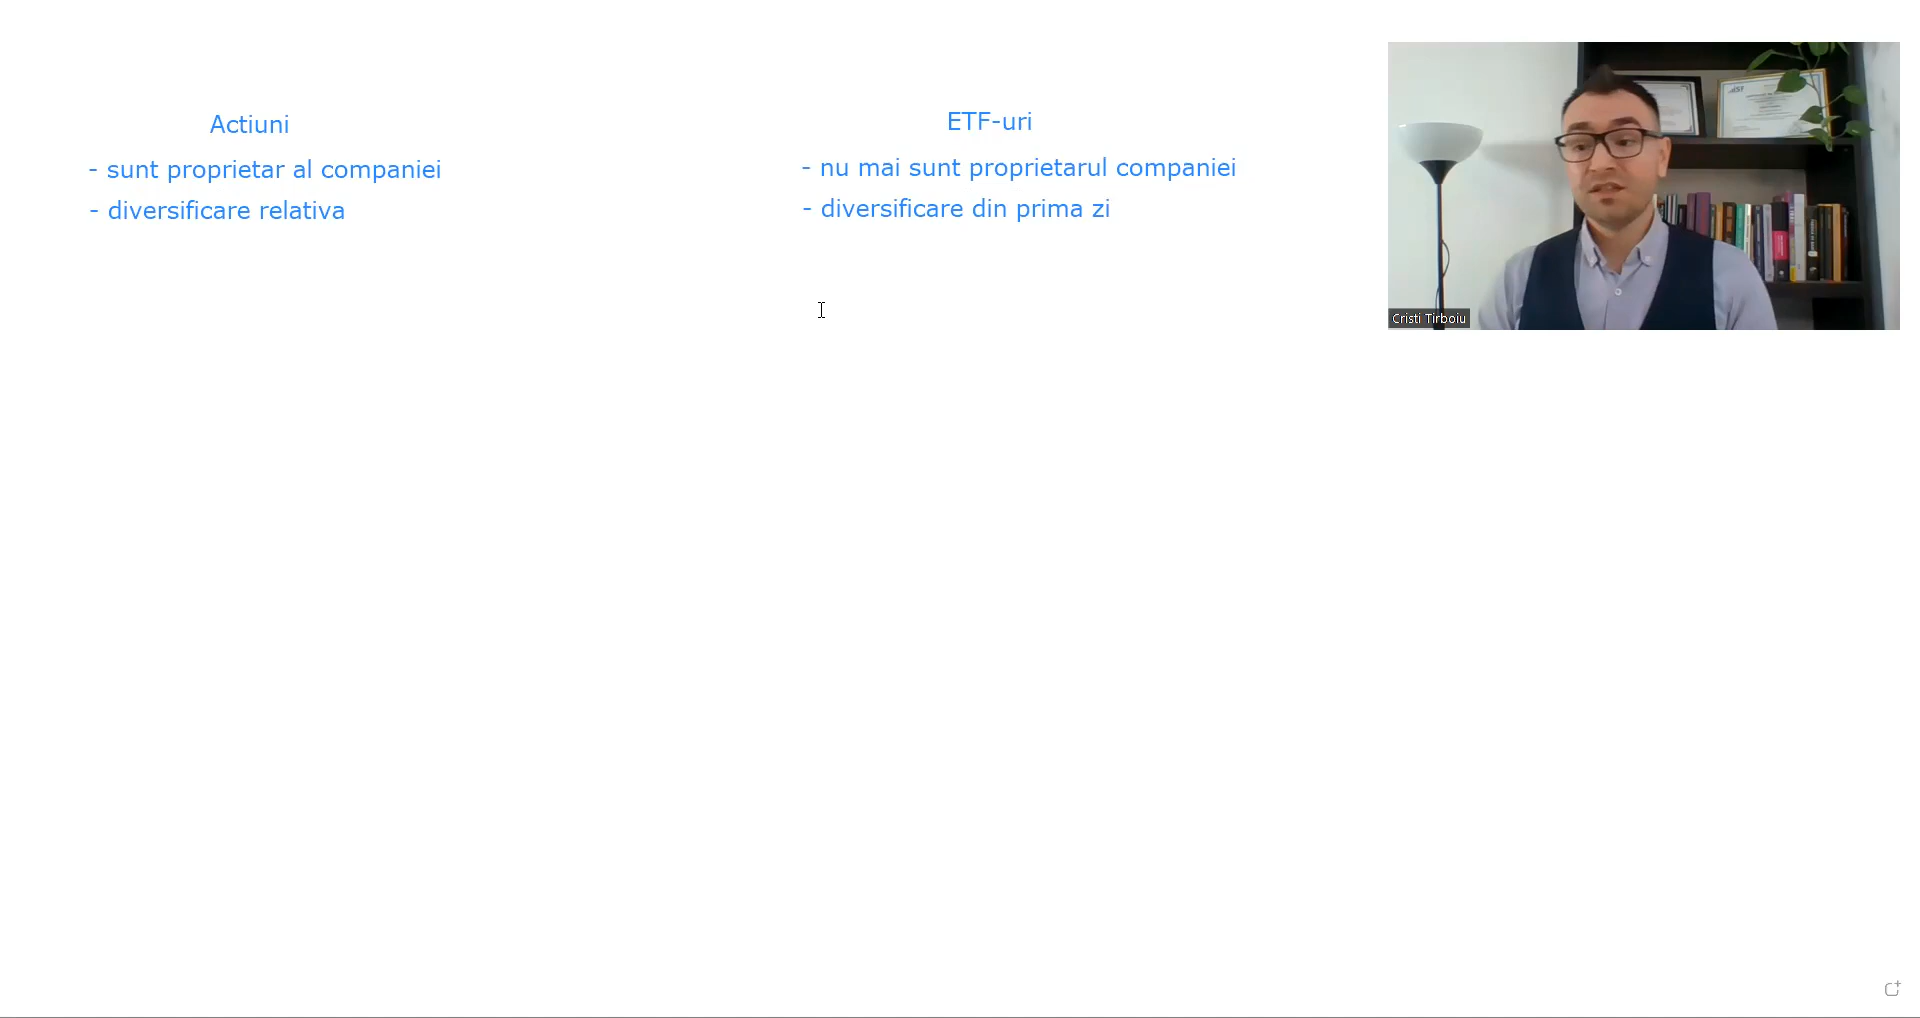 Actiuni
- sunt proprietar al companiei
- diversificare relativa
ETF-uri
- nu mai sunt proprietarul companiei
- diversificare din prima zi
Cristi Tirboiu